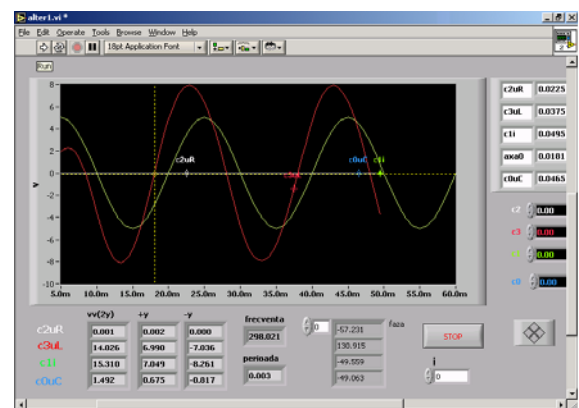 alter1.vi *
File Edit Operate Tools Browse Window Help
18pt Application Font
2
Run
8
6
4
2
0
-2
-4
-6
-8
-10
v
5.0m 10.0m 15.0m 20.0m 25.0m 30.0m 35.0m 40.0m 45.0m 50.0m 55.0m 60.0m
c2uR c3uL c0uC c1i
c2uR 0.0225
c3uL 0.0375
c1i 0.0495
axa0 0.0181
c0uC 0.0465
c2 0.00
c3 0.00
c1 0.00
c0 0.00
vv(2y) +y -y
c2uR 0.001 0.002 0.000
c3uL 14.026 6.990 -7.036
c1i 15.310 7.049 -8.261
c0uC 1.492 0.675 -0.817
frecventa
298.021
perioada
0.003
0
-57.231
130.915
-49.559
-49.063
faza
STOP
i
0